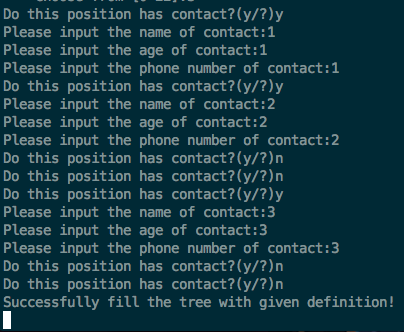 Do this position has contact?(y/?)y
Please input the name of contact:1
Please input the age of contact:1
Please input the phone number of contact:1
Do this position has contact?(y/?)y
Please input the name of contact:2
Please input the age of contact:2
Please input the phone number of contact:2
Do this position has contact?(y/?)n
Do this position has contact?(y/?)n
Do this position has contact?(y/?)y
Please input the name of contact:3
Please input the age of contact:3
Please input the phone number of contact:3
Do this position has contact?(y/?)n
Do this position has contact?(y/?)n
Successfully fill the tree with given definition!